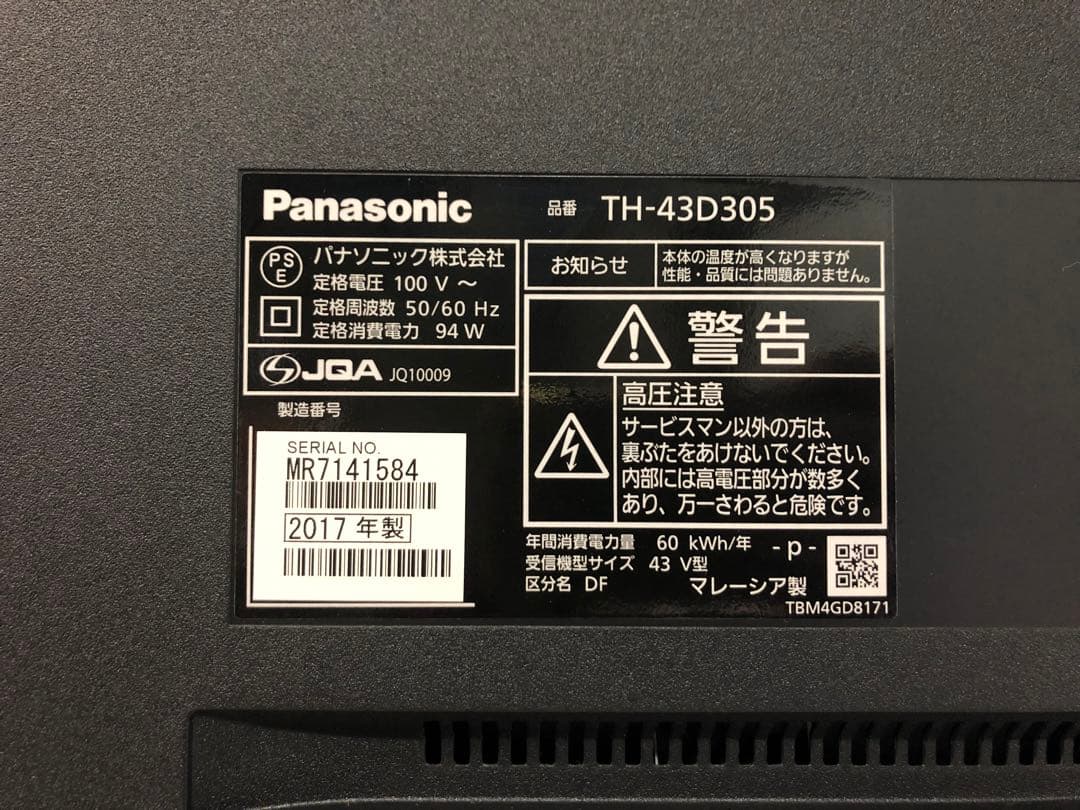 Panasonic
品番 TH-43D305
PS
E
パナソニック株式会社
定格電圧 100 V ～
定格周波数 50/60 Hz
定格消費電力 94 W
JQA JQ10009
製造番号
SERIAL NO.
MR7141584
2017 年製
お知らせ
本体の温度が高くなりますが
性能・品質には問題ありません。
警告
高圧注意
サービスマン以外の方は、
裏ぶたをあけないでください。
内部には高電圧部分が数多く
あり、万一さわると危険です。
年間消費電力量 60 kWh/年 - p -
受信機型サイズ 43 V型
区分名 DF マレーシア製
TBM4GD8171